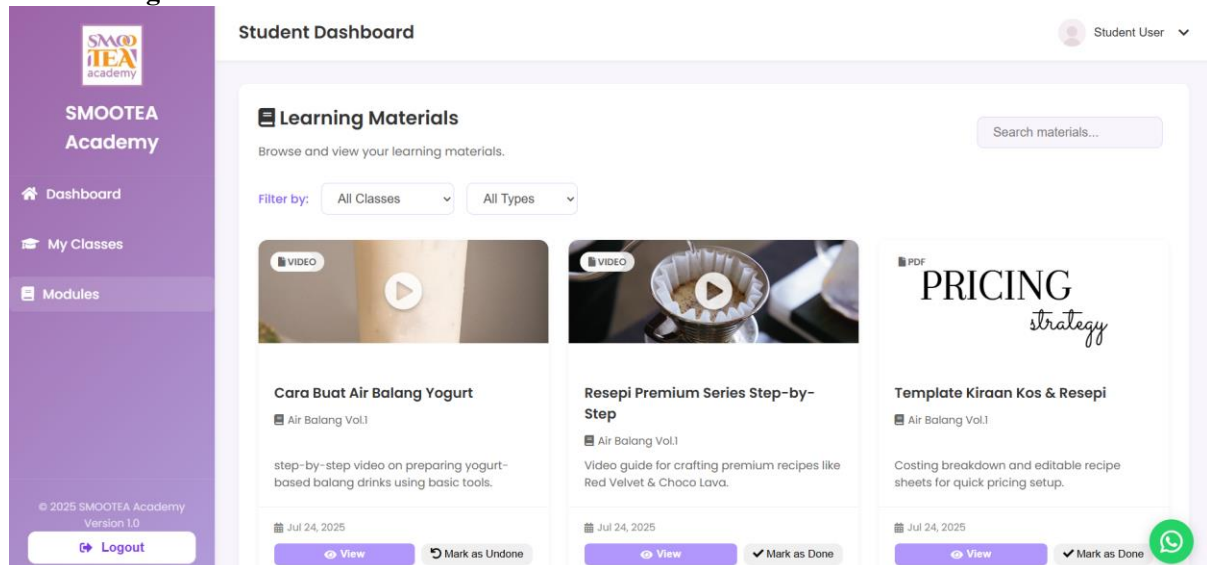 SMOO
TEA
academy
SMOOTEA
Academy
Dashboard
My Classes
Modules
© 2025 SMOOTEA Academy
Version 1.0
Logout
Student Dashboard
Student User
Learning Materials
Browse and view your learning materials.
Search materials...
Filter by:
All Classes
All Types
VIDEO
Cara Buat Air Balang Yogurt
Air Balang Vol.1
step-by-step video on preparing yogurt-
based balang drinks using basic tools.
Jul 24, 2025
View
Mark as Undone
VIDEO
Resepi Premium Series Step-by-
Step
Air Balang Vol.1
Video guide for crafting premium recipes like
Red Velvet & Choco Lava.
Jul 24, 2025
View
Mark as Done
PDF
PRICING
strategy
Template Kiraan Kos & Resepi
Air Balang Vol.1
Costing breakdown and editable recipe
sheets for quick pricing setup.
Jul 24, 2025
View
Mark as Done